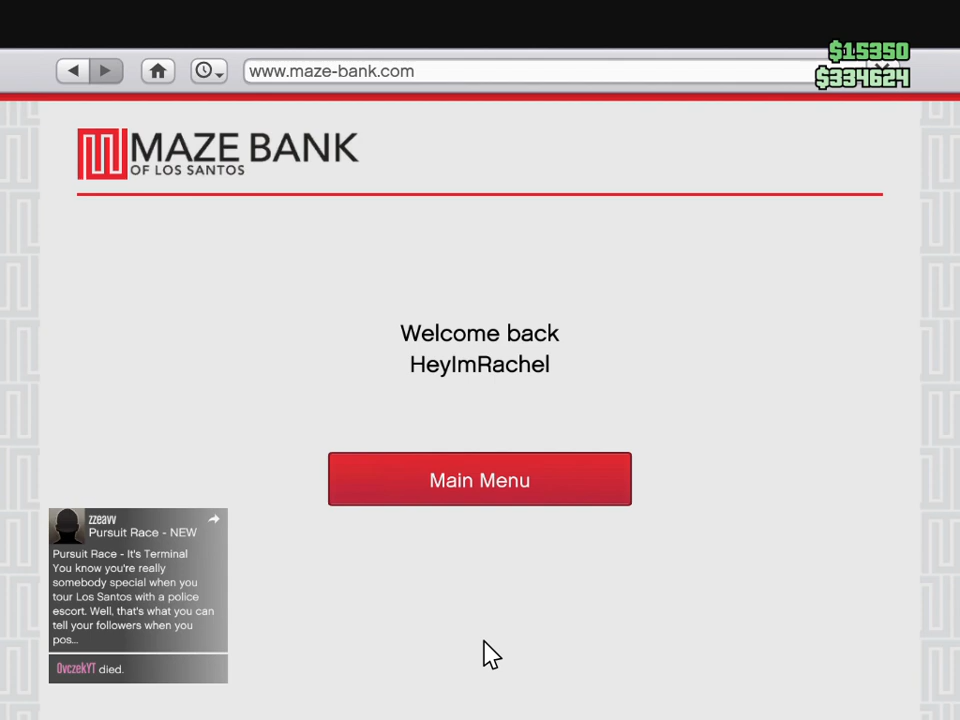 $15350
www.maze-bank.com
$334624
MAZE BANK
OF LOS SANTOS
Welcome back
HeyImRachel
Main Menu
zzeavv
Pursuit Race - NEW
Pursuit Race - It's Terminal
You know you're really
somebody special when you
tour Los Santos with a police
escort. Well, that's what you can
tell your followers when you
pos...
OvczekYT died.